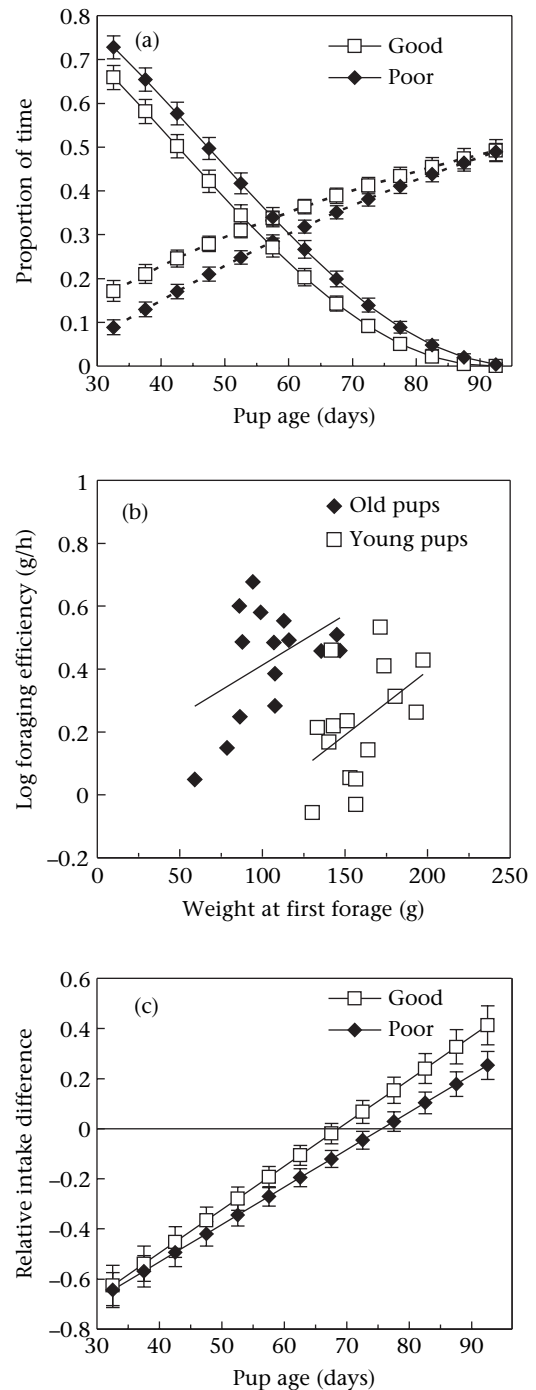 0.8
(a)
Good
Poor
0.7
0.6
0.5
0.4
0.3
0.2
0.1
0
Proportion of time
30 40 50 60 70 80 90
Pup age (days)
1
(b)
Old pups
Young pups
0.8
0.6
0.4
0.2
0
–0.2
Log foraging efficiency (g/h)
0 50 100 150 200 250
Weight at first forage (g)
0.6
(c)
Good
Poor
0.4
0.2
0
–0.2
–0.4
–0.6
–0.8
Relative intake difference
30 40 50 60 70 80 90
Pup age (days)